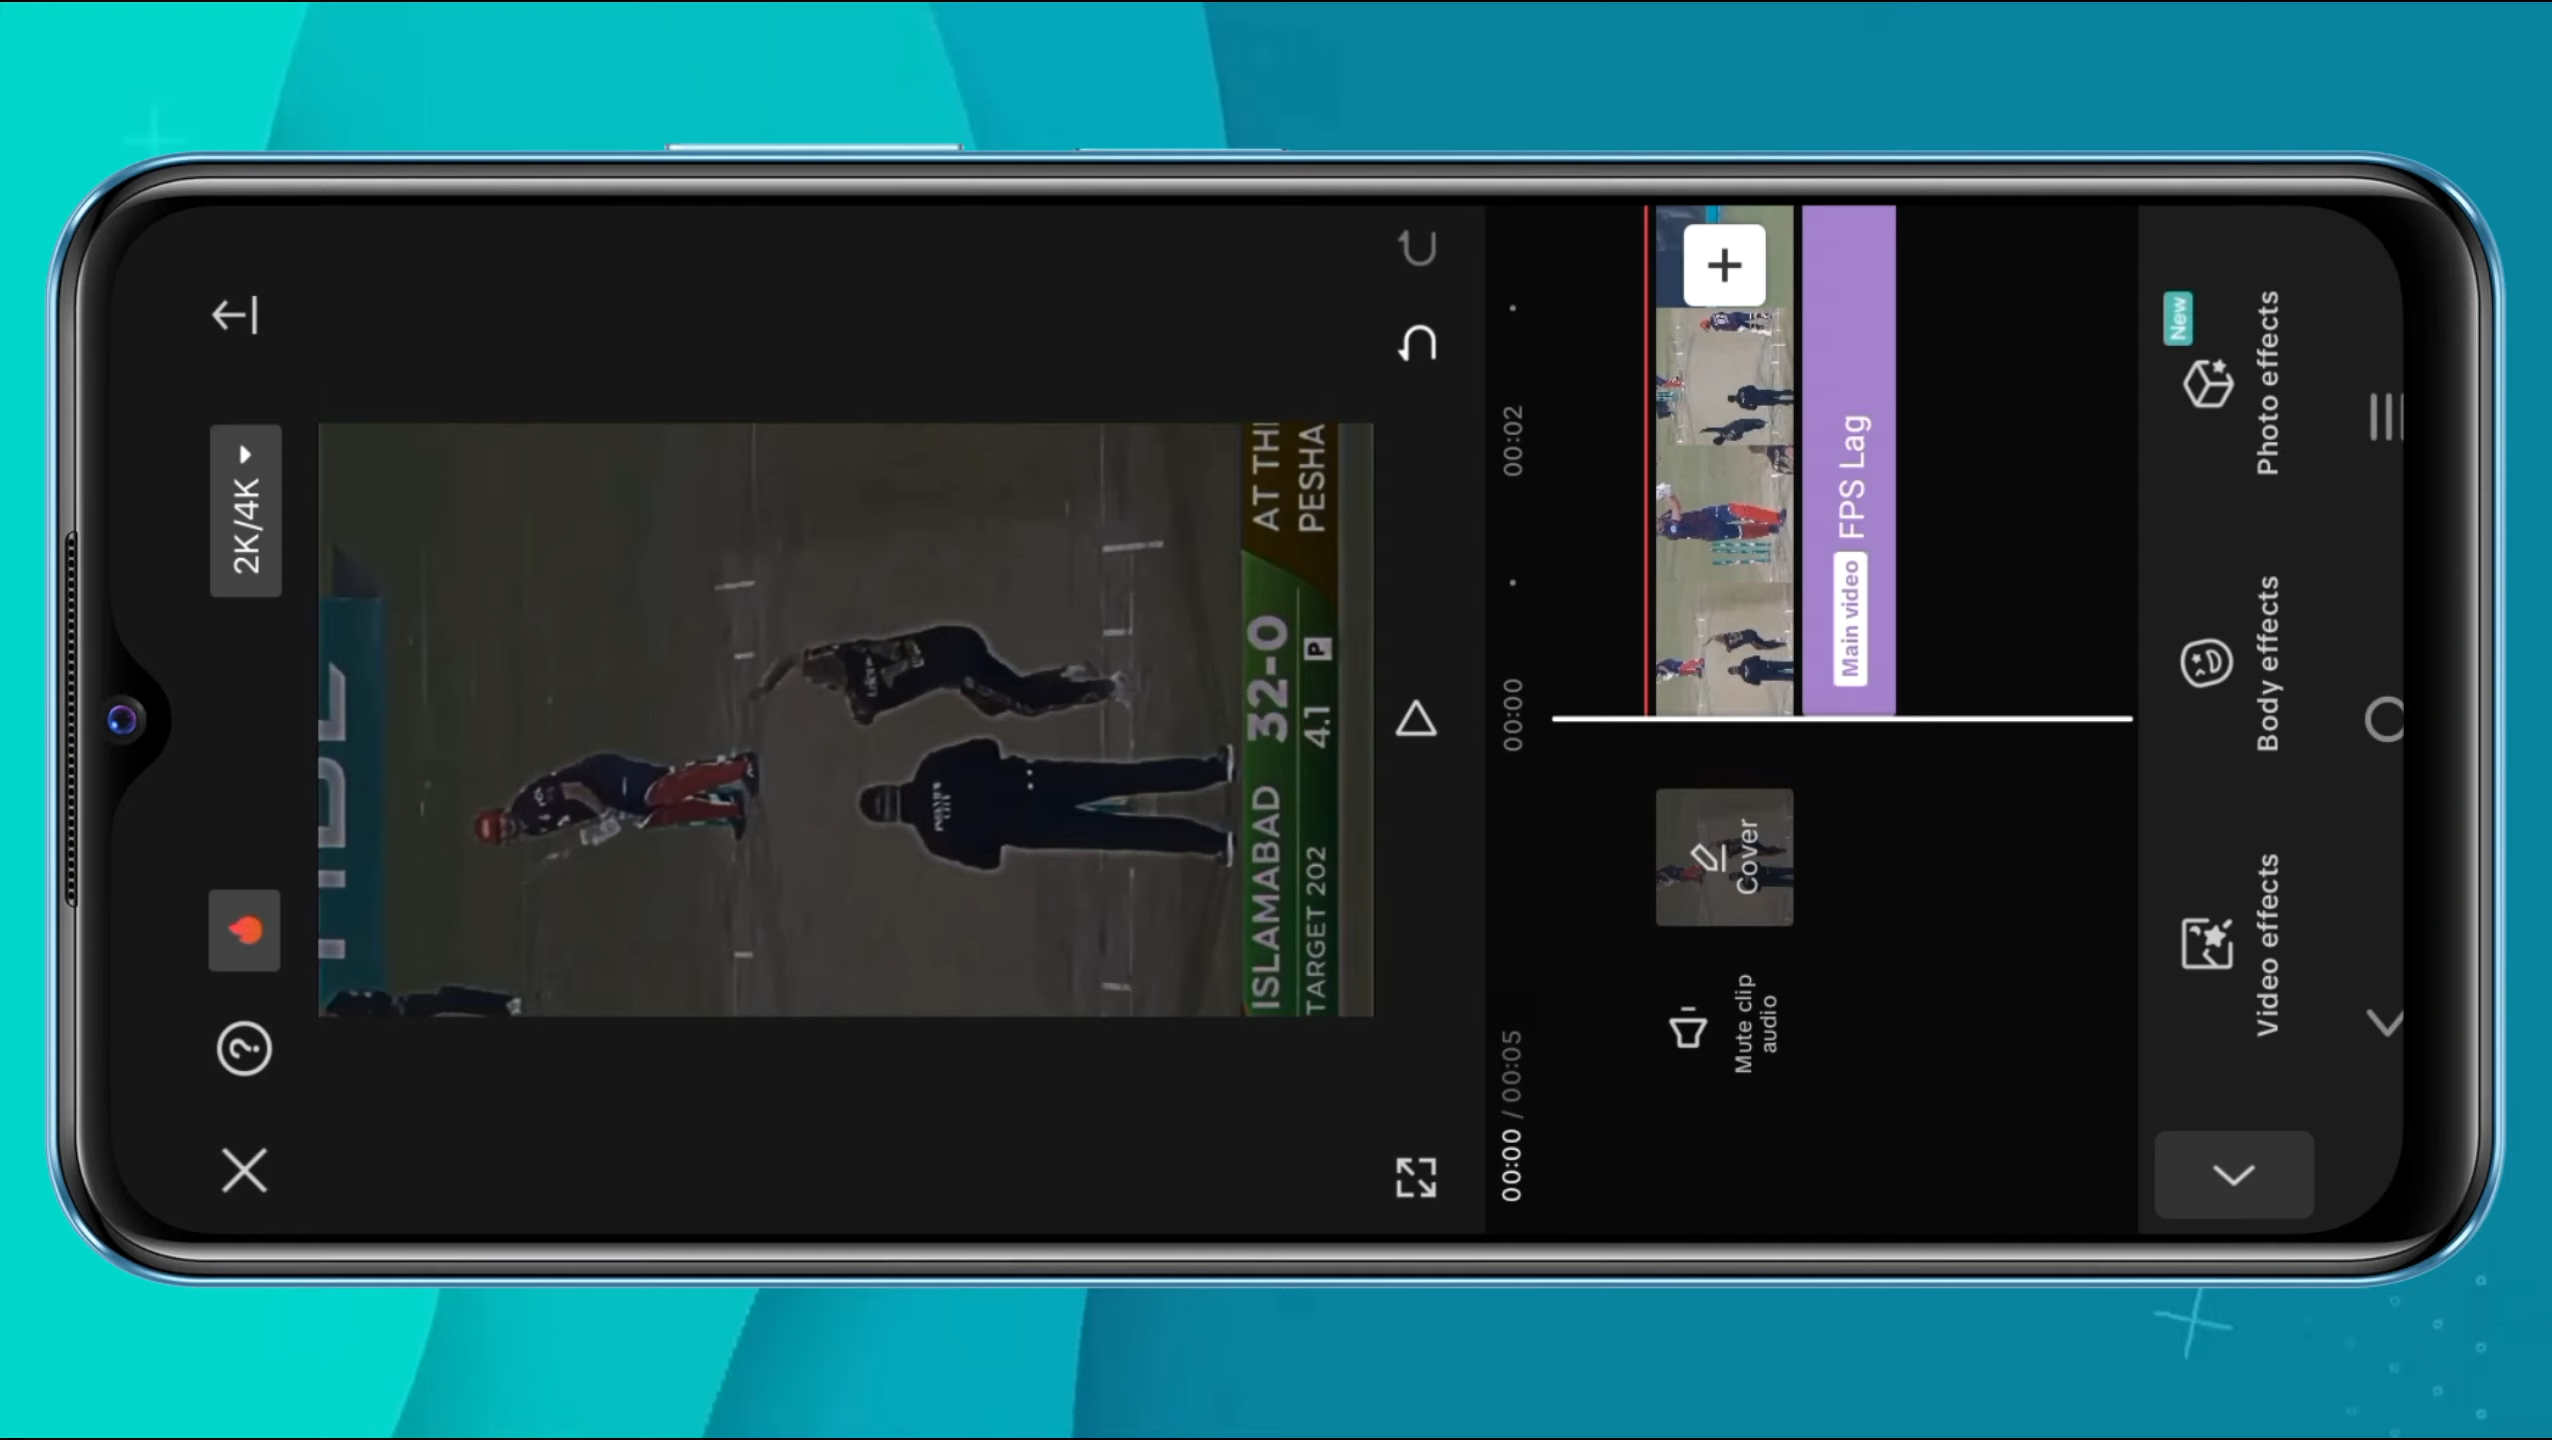 2K/4K
HBL
ISLAMABAD 32-0
AT THI
TARGET 202
4.1 P
PESHA
00:00 / 00:05
00:00
00:02
Mute clip
audio
Cover
Main video FPS Lag
New
Video effects
Body effects
Photo effects